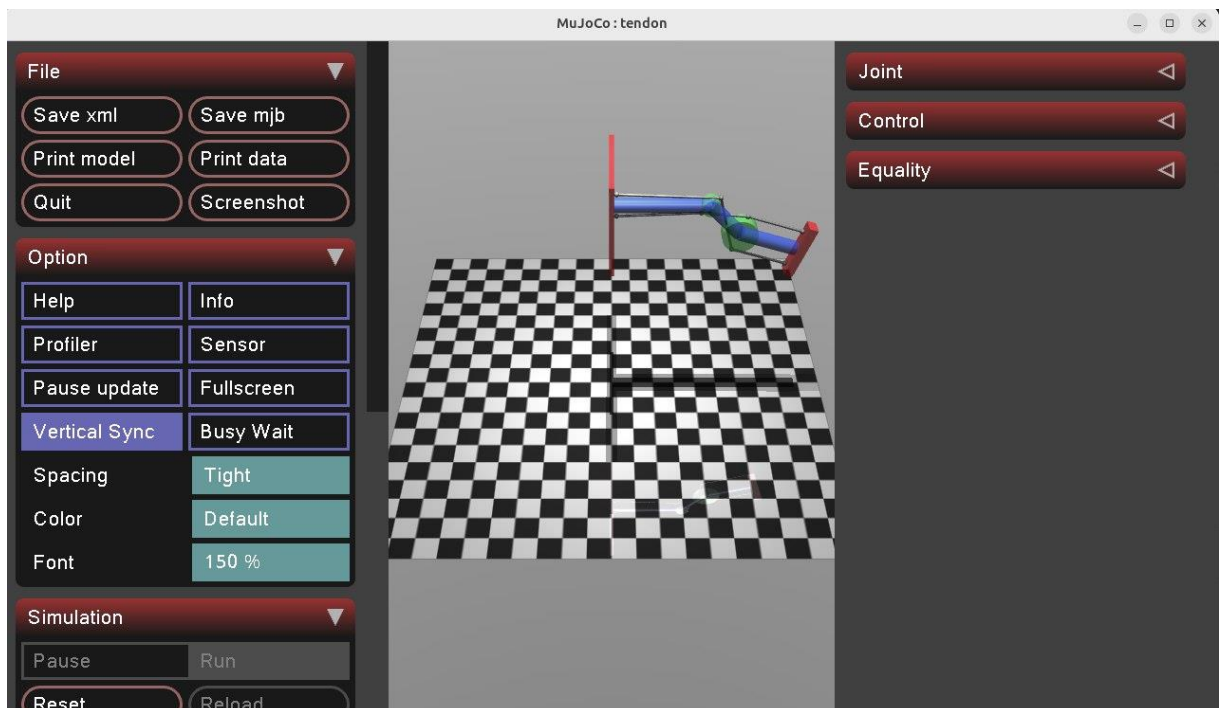 MuJoCo : tendon
File
Save xml Save mjb
Print model Print data
Quit Screenshot
Option
Help Info
Profiler Sensor
Pause update Fullscreen
Vertical Sync Busy Wait
Spacing Tight
Color Default
Font 150 %
Simulation
Pause Run
Reset Reload
Joint
Control
Equality